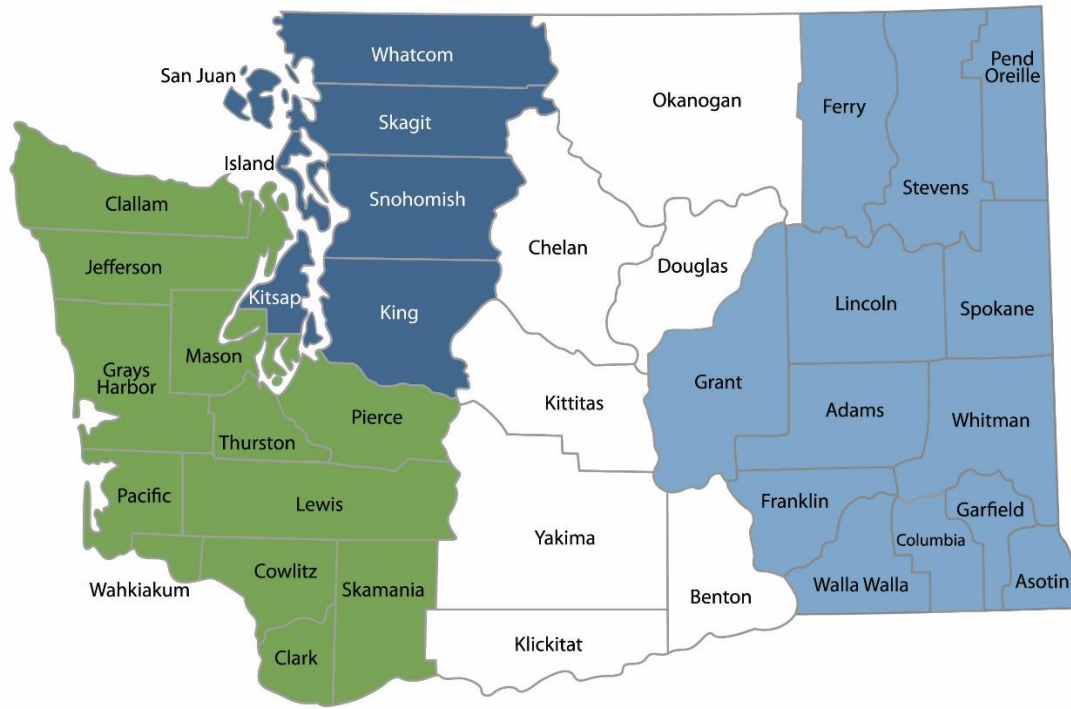 Whatcom
San Juan
Pend
Oreille
Okanogan
Ferry
Skagit
Island
Stevens
Snohomish
Clallam
Chelan
Jefferson
Douglas
Kitsap
King
Lincoln
Spokane
Mason
Grays
Harbor
Grant
Kittitas
Pierce
Adams
Whitman
Thurston
Pacific
Lewis
Franklin
Garfield
Yakima
Columbia
Cowlitz
Wahkiakum
Skamania
Walla Walla
Asotin
Benton
Klickitat
Clark